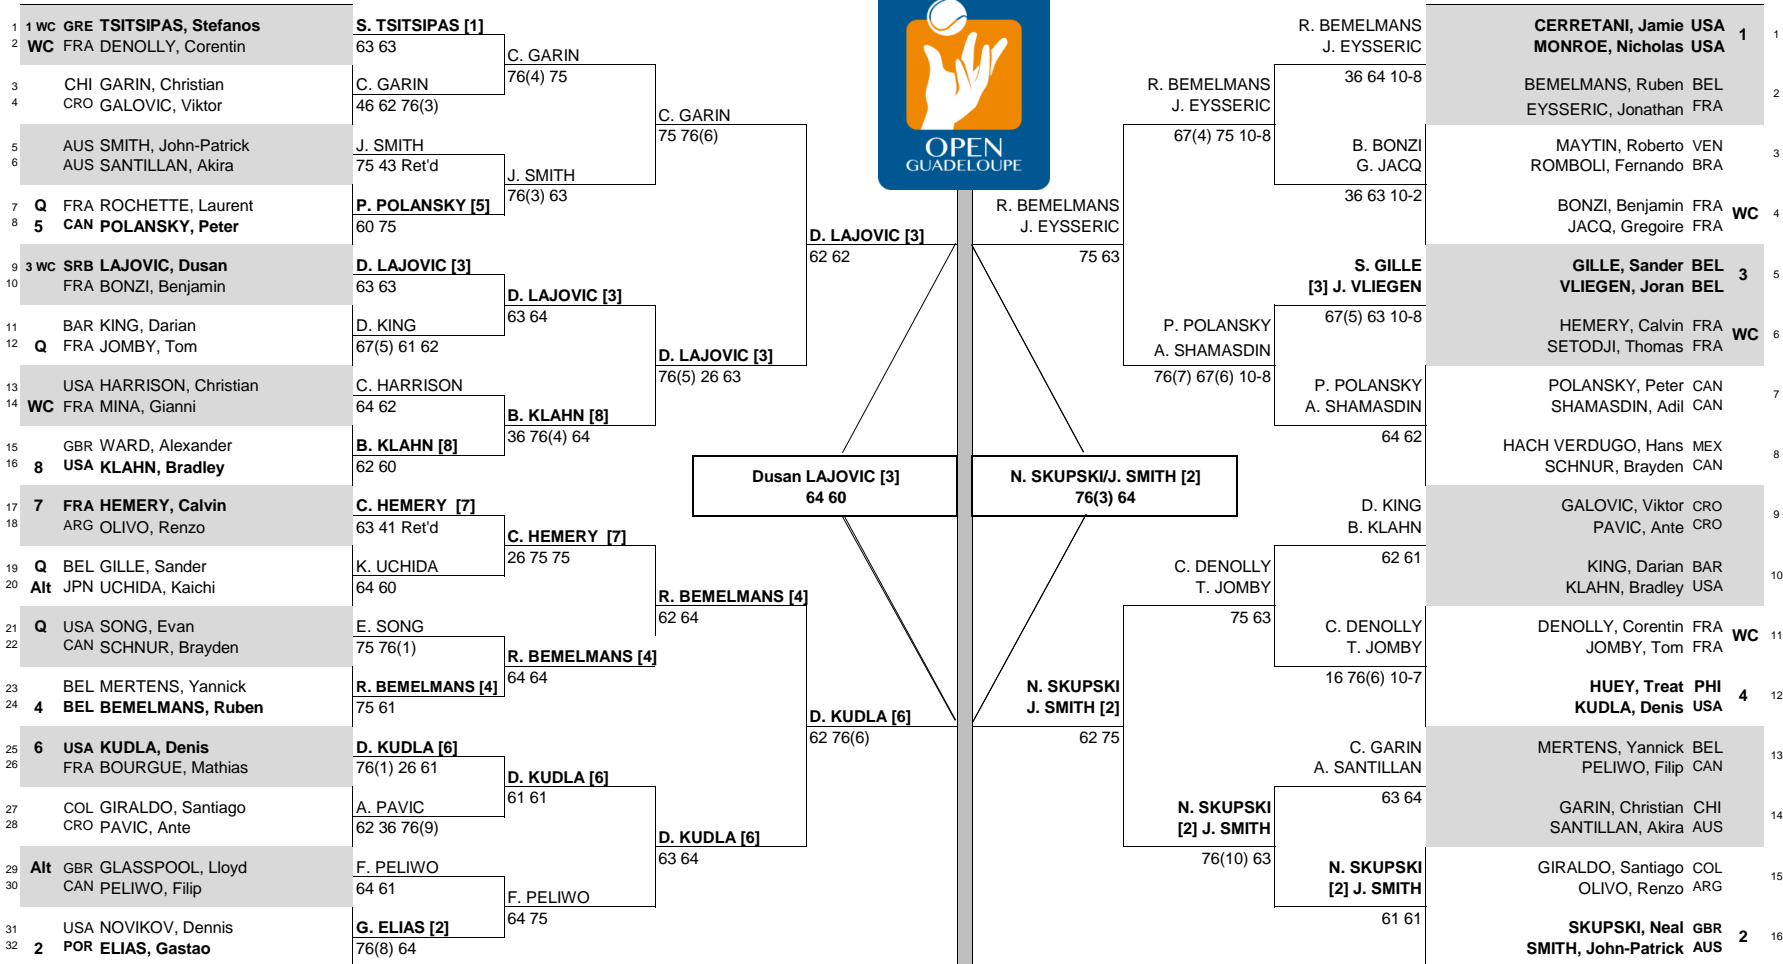 1 1 WC GRE TSITSIPAS, Stefanos
2 WC FRA DENOLLY, Corentin
3 CHI GARIN, Christian
4 CRO GALOVIC, Viktor
5 AUS SMITH, John-Patrick
6 AUS SANTILLAN, Akira
7 Q FRA ROCHETTE, Laurent
8 5 CAN POLANSKY, Peter
9 3 WC SRB LAJOVIC, Dusan
10 FRA BONZI, Benjamin
11 BAR KING, Darian
12 Q FRA JOMBY, Tom
13 USA HARRISON, Christian
14 WC FRA MINA, Gianni
15 GBR WARD, Alexander
16 8 USA KLAHN, Bradley
17 7 FRA HEMERY, Calvin
18 ARG OLIVO, Renzo
19 Q BEL GILLE, Sander
20 Alt JPN UCHIDA, Kaichi
21 Q USA SONG, Evan
22 CAN SCHNUR, Brayden
23 BEL MERTENS, Yannick
24 4 BEL BEMELMANS, Ruben
25 6 USA KUDLA, Denis
26 FRA BOURGUE, Mathias
27 COL GIRALDO, Santiago
28 CRO PAVIC, Ante
29 Alt GBR GLASSPOOL, Lloyd
30 CAN PELIWO, Filip
31 USA NOVIKOV, Dennis
32 2 POR ELIAS, Gastao
S. TSITSIPAS [1]
63 63
C. GARIN
46 62 76(3)
J. SMITH
75 43 Ret'd
P. POLANSKY [5]
60 75
D. LAJOVIC [3]
63 63
D. KING
67(5) 61 62
C. HARRISON
64 62
B. KLAHN [8]
62 60
C. HEMERY [7]
63 41 Ret'd
K. UCHIDA
64 60
E. SONG
75 76(1)
R. BEMELMANS [4]
75 61
D. KUDLA [6]
76(1) 26 61
A. PAVIC
62 36 76(9)
F. PELIWO
64 61
G. ELIAS [2]
76(8) 64
C. GARIN
76(4) 75
J. SMITH
76(3) 63
D. LAJOVIC [3]
63 64
B. KLAHN [8]
36 76(4) 64
C. HEMERY [7]
26 75 75
R. BEMELMANS [4]
64 64
D. KUDLA [6]
61 61
F. PELIWO
64 75
C. GARIN
75 76(6)
D. LAJOVIC [3]
76(5) 26 63
R. BEMELMANS [4]
62 64
D. KUDLA [6]
63 64
D. LAJOVIC [3]
62 62
D. KUDLA [6]
62 76(6)
Dusan LAJOVIC [3]
64 60
OPEN
GUADELOUPE
N. SKUPSKI/J. SMITH [2]
76(3) 64
R. BEMELMANS
J. EYSSERIC
75 63
N. SKUPSKI
J. SMITH [2]
62 75
R. BEMELMANS
J. EYSSERIC
67(4) 75 10-8
P. POLANSKY
A. SHAMASDIN
76(7) 67(6) 10-8
C. DENOLLY
T. JOMBY
75 63
N. SKUPSKI
[2] J. SMITH
76(10) 63
R. BEMELMANS
J. EYSSERIC
36 64 10-8
B. BONZI
G. JACQ
36 63 10-2
S. GILLE
[3] J. VLIEGEN
67(5) 63 10-8
P. POLANSKY
A. SHAMASDIN
64 62
D. KING
B. KLAHN
62 61
C. DENOLLY
T. JOMBY
16 76(6) 10-7
C. GARIN
A. SANTILLAN
63 64
N. SKUPSKI
[2] J. SMITH
61 61
CERRETANI, Jamie USA 1 1
MONROE, Nicholas USA
BEMELMANS, Ruben BEL 2
EYSSERIC, Jonathan FRA
MAYTIN, Roberto VEN 3
ROMBOLI, Fernando BRA
BONZI, Benjamin FRA WC 4
JACQ, Gregoire FRA
GILLE, Sander BEL 3 5
VLIEGEN, Joran BEL
HEMERY, Calvin FRA WC 6
SETODJI, Thomas FRA
POLANSKY, Peter CAN 7
SHAMASDIN, Adil CAN
HACH VERDUGO, Hans MEX 8
SCHNUR, Brayden CAN
GALOVIC, Viktor CRO 9
PAVIC, Ante CRO
KING, Darian BAR 10
KLAHN, Bradley USA
DENOLLY, Corentin FRA WC 11
JOMBY, Tom FRA
HUEY, Treat PHI 4 12
KUDLA, Denis USA
MERTENS, Yannick BEL 13
PELIWO, Filip CAN
GARIN, Christian CHI 14
SANTILLAN, Akira AUS
GIRALDO, Santiago COL 15
OLIVO, Renzo ARG
SKUPSKI, Neal GBR 2 16
SMITH, John-Patrick AUS